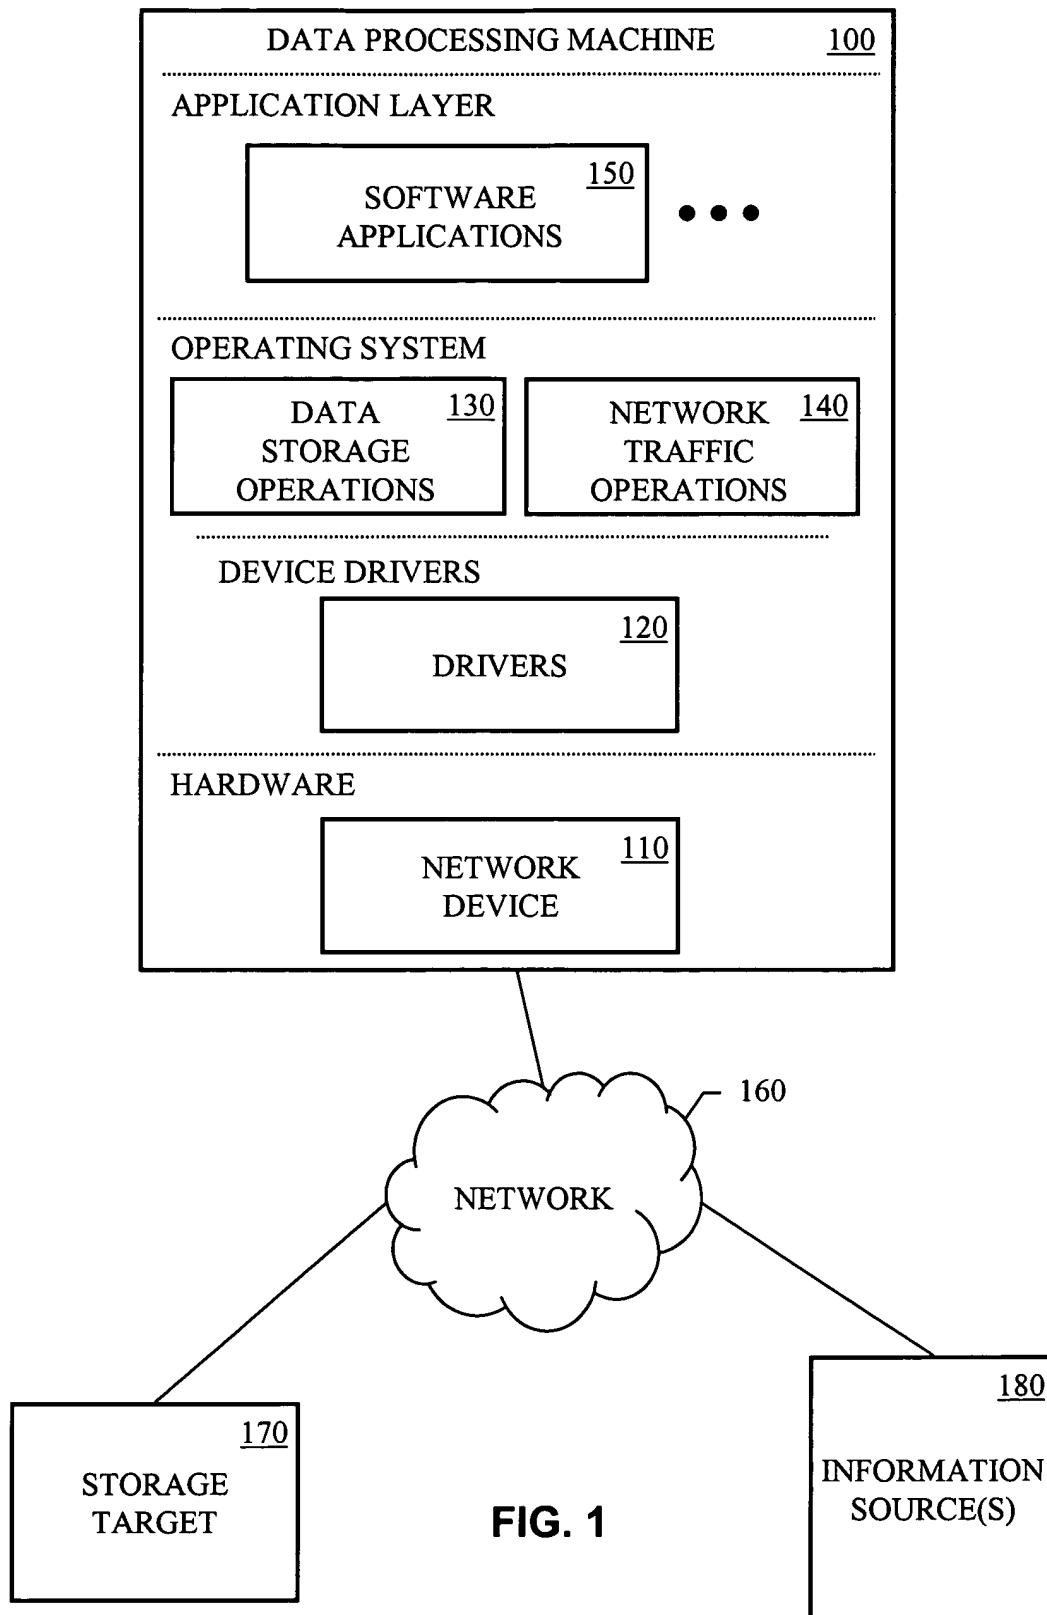 DATA PROCESSING MACHINE 100
APPLICATION LAYER
150
SOFTWARE
APPLICATIONS
OPERATING SYSTEM
130
DATA
STORAGE
OPERATIONS
140
NETWORK
TRAFFIC
OPERATIONS
DEVICE DRIVERS
120
DRIVERS
HARDWARE
110
NETWORK
DEVICE
160
NETWORK
170
STORAGE
TARGET
180
INFORMATION
SOURCE(S)
FIG. 1